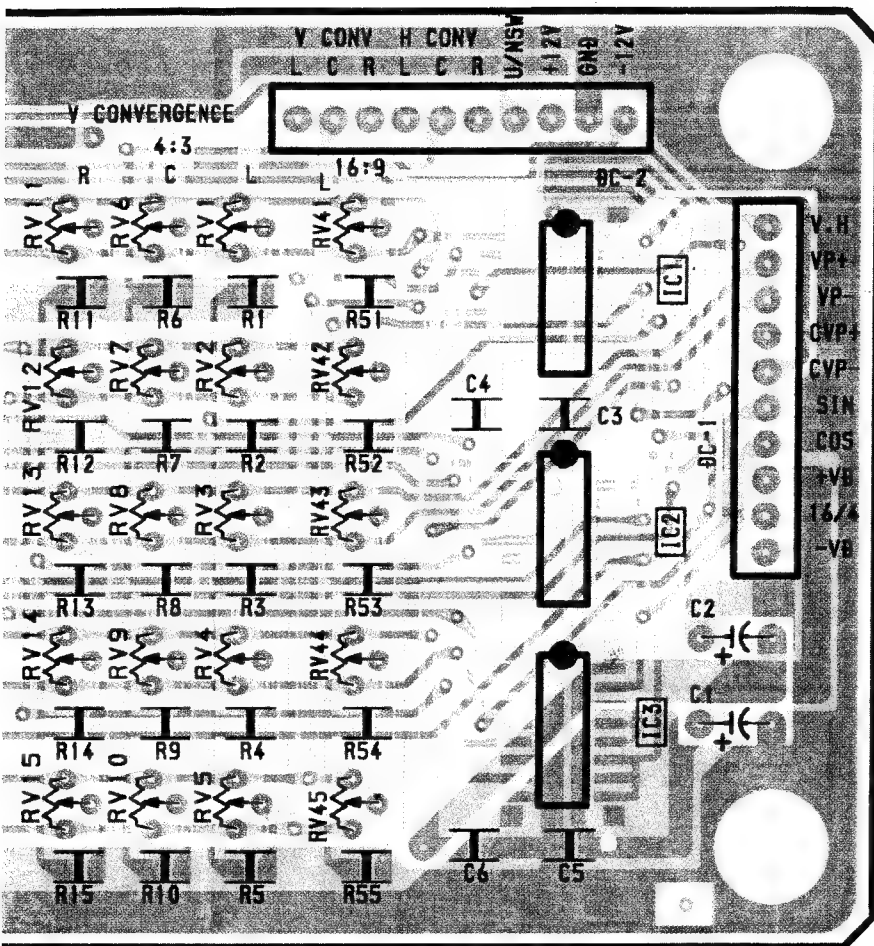 V CONV H CONV
L C R L C R U/NSW +12V GND -12V
V CONVERGENCE
4:3
16:9
R C L L
DC-2
RV11 RV6 RV1 RV41
V.H
VP+
VP-
CVP+
CVP-
SIN
COS
+VB
16/4
-VB
IC1
R11 R6 R1 R51
RV12 RV7 RV2 RV42
C4
C3
DC-1
R12 R7 R2 R52
RV13 RV8 RV3 RV43
IC2
R13 R8 R3 R53
C2
+
RV14 RV9 RV4 RV44
C1
+
IC3
R14 R9 R4 R54
RV15 RV10 RV5 RV45
C6 C5
R15 R10 R5 R55